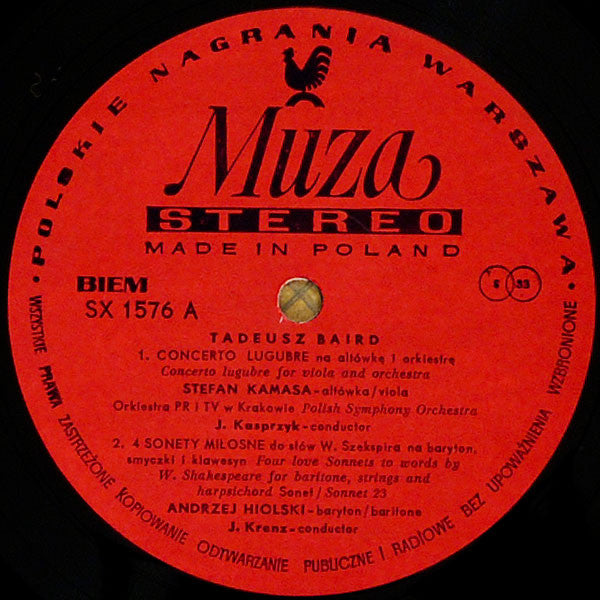 • POLSKIE NAGRANIA WARSZAWA •
Muza
STEREO
MADE IN POLAND
BIEM
SX 1576 A
S 33
TADEUSZ BAIRD
1. CONCERTO LUGUBRE na altówkę i orkiestrę
Concerto lugubre for viola and orchestra
STEFAN KAMASA-altówka/viola
Orkiestra PR i TV w Krakowie Polish Symphony Orchestra
J. Kasprzyk-conductor
2. 4 SONETY MIŁOSNE do słów W. Szekspira na baryton,
smyczki i klawesyn Four love Sonnets to words by
W. Shakespeare for baritone, strings and
harpsichord Sonet/Sonnet 23
ANDRZEJ HIOLSKI-baryton/baritone
J. Krenz-conductor
WSZYSTKIE PRAWA ZASTRZEŻONE KOPIOWANIE ODTWARZANIE PUBLICZNE I RADIOWE BEZ UPOWAŻNIENIA WZBRONIONE